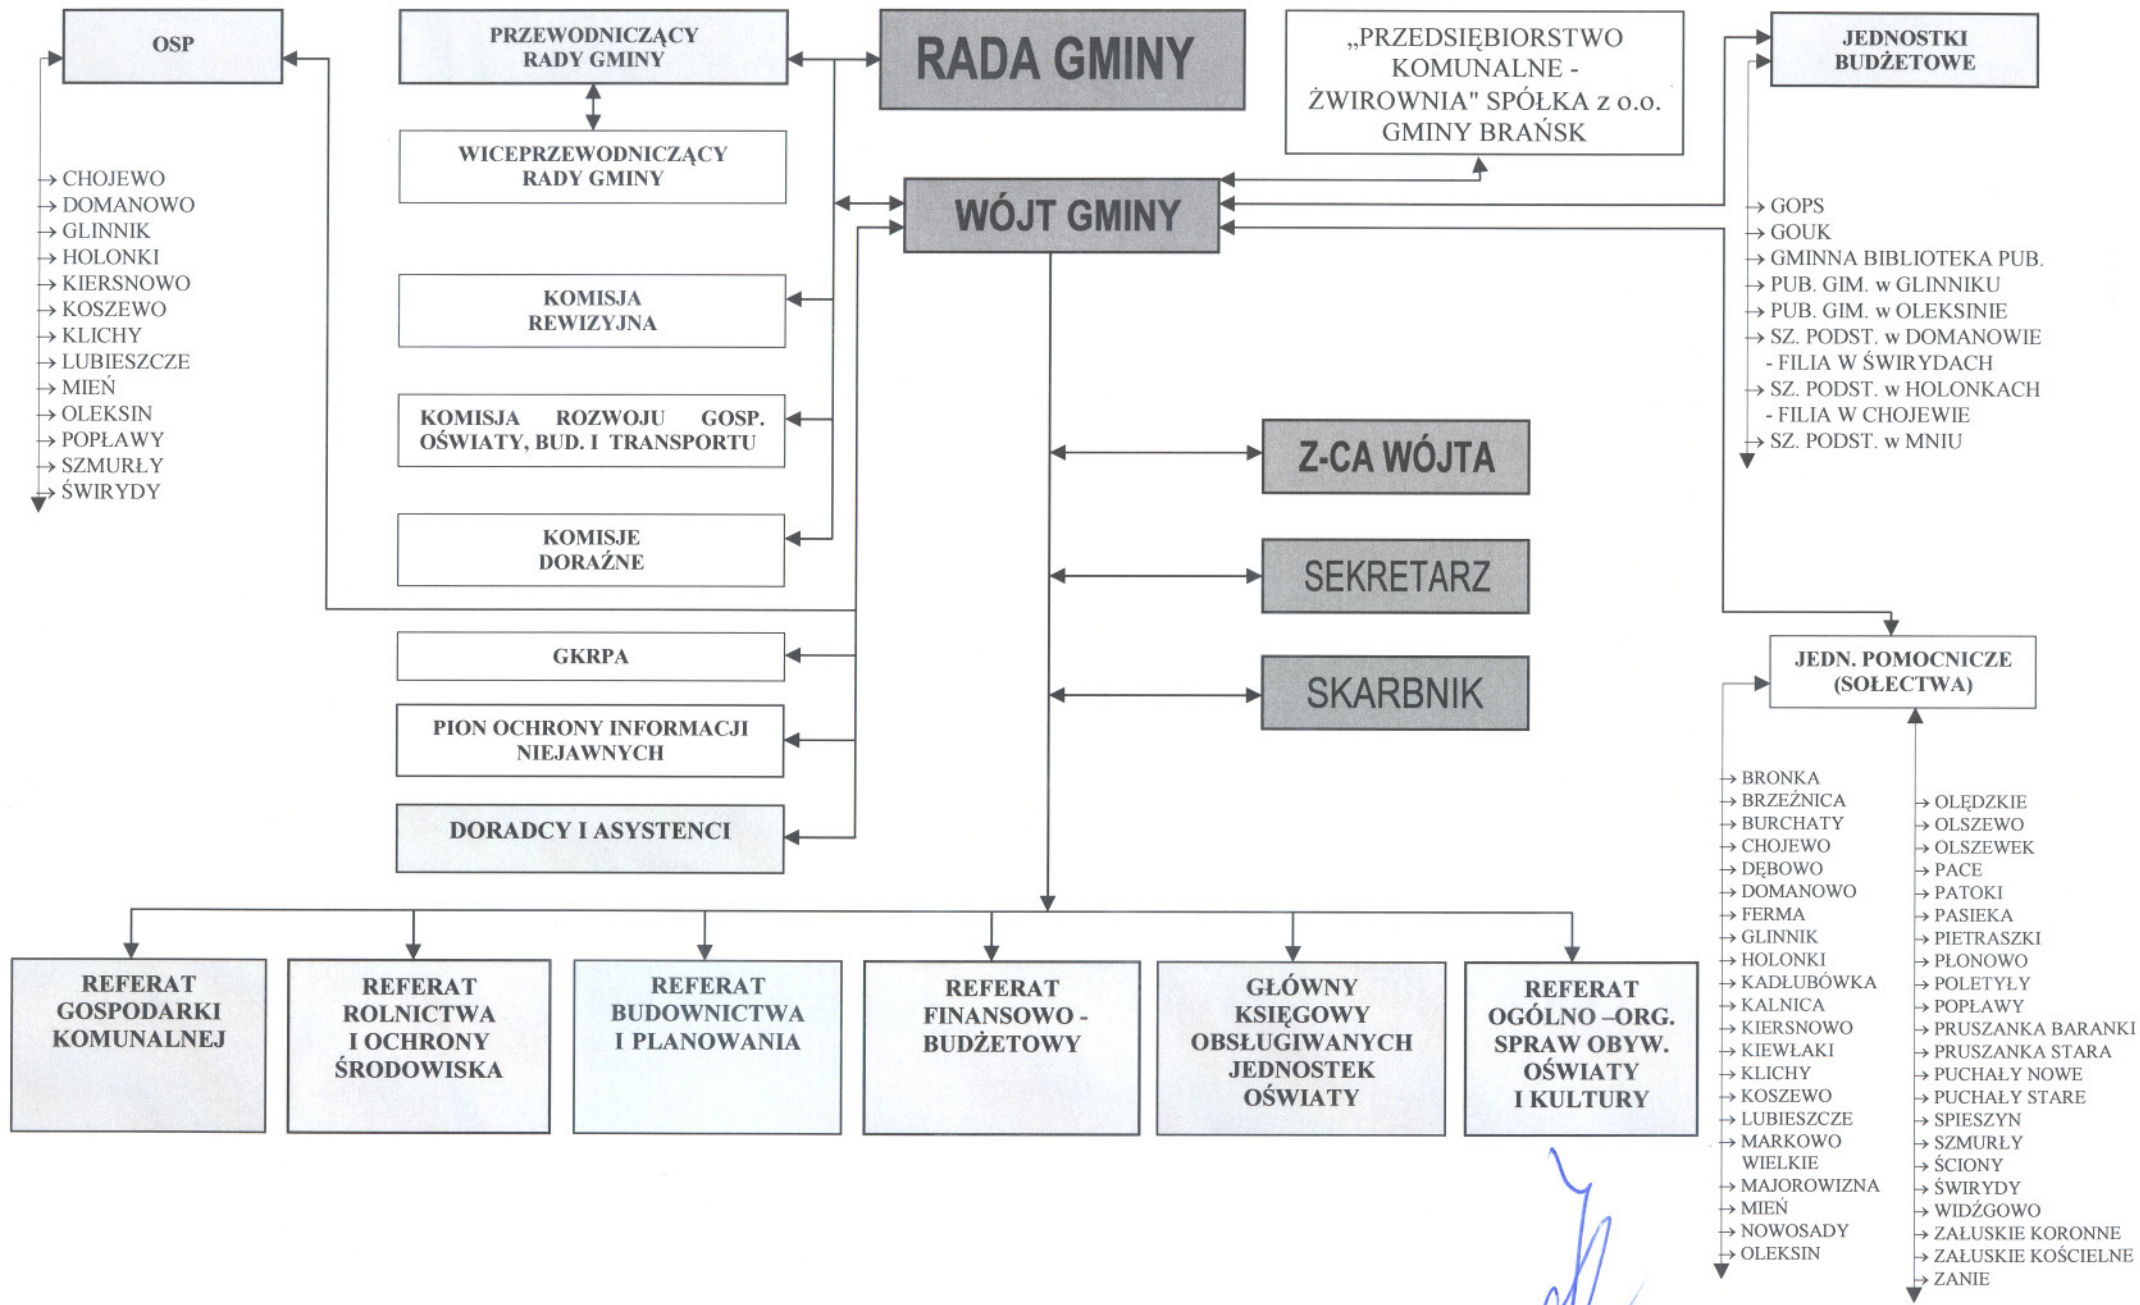 OSP
CHOJEWO
DOMANOWO
GLINNIK
HOLONKI
KIERSNOWO
KOSZEWO
KLICHY
LUBIESZCZE
MIEŃ
OLEKSIN
POPŁAWY
SZMURŁY
ŚWIRYDY
PRZEWODNICZĄCY
RADY GMINY
WICEPRZEWODNICZĄCY
RADY GMINY
KOMISJA
REWIZYJNA
KOMISJA ROZWOJU GOSP.
OŚWIATY, BUD. I TRANSPORTU
KOMISJE
DORAŹNE
GKRPA
PION OCHRONY INFORMACJI
NIEJAWNYCH
DORADCY I ASYSTENCI
RADA GMINY
WÓJT GMINY
„PRZEDSIĘBIORSTWO
KOMUNALNE -
ŻWIROWNIA" SPÓŁKA z o.o.
GMINY BRAŃSK
Z-CA WÓJTA
SEKRETARZ
SKARBNIK
JEDNOSTKI
BUDŻETOWE
GOPS
GOUK
GMINNA BIBLIOTEKA PUB.
PUB. GIM. w GLINNIKU
PUB. GIM. w OLEKSINIE
SZ. PODST. w DOMANOWIE
- FILIA W ŚWIRYDACH
SZ. PODST. w HOLONKACH
- FILIA W CHOJEWIE
SZ. PODST. w MNIU
JEDN. POMOCNICZE
(SOŁECTWA)
BRONKA
BRZEŹNICA
BURCHATY
CHOJEWO
DĘBOWO
DOMANOWO
FERMA
GLINNIK
HOLONKI
KADŁUBÓWKA
KALNICA
KIERSNOWO
KIEWŁAKI
KLICHY
KOSZEWO
LUBIESZCZE
MARKOWO
WIELKIE
MAJOROWIZNA
MIEŃ
NOWOSADY
OLEKSIN
OLĘDZKIE
OLSZEWO
OLSZEWEK
PACE
PATOKI
PASIEKA
PIETRASZKI
PŁONOWO
POLETYŁY
POPŁAWY
PRUSZANKA BARANKI
PRUSZANKA STARA
PUCHAŁY NOWE
PUCHAŁY STARE
SPIESZYN
SZMURŁY
ŚCIONY
ŚWIRYDY
WIDŹGOWO
ZAŁUSKIE KORONNE
ZAŁUSKIE KOŚCIELNE
ZANIE
REFERAT
GOSPODARKI
KOMUNALNEJ
REFERAT
ROLNICTWA
I OCHRONY
ŚRODOWISKA
REFERAT
BUDOWNICTWA
I PLANOWANIA
REFERAT
FINANSOWO -
BUDŻETOWY
GŁÓWNY
KSIĘGOWY
OBSŁUGIWANYCH
JEDNOSTEK
OŚWIATY
REFERAT
OGÓLNO –ORG.
SPRAW OBYW.
OŚWIATY
I KULTURY